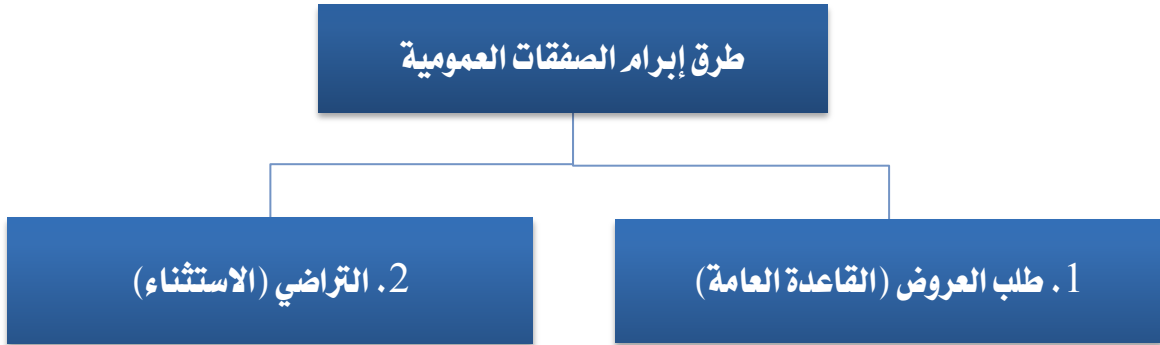 طرق إبرام الصفقات العمومية
1. طلب العروض (القاعدة العامة)
2. التراضي (الاستثناء)